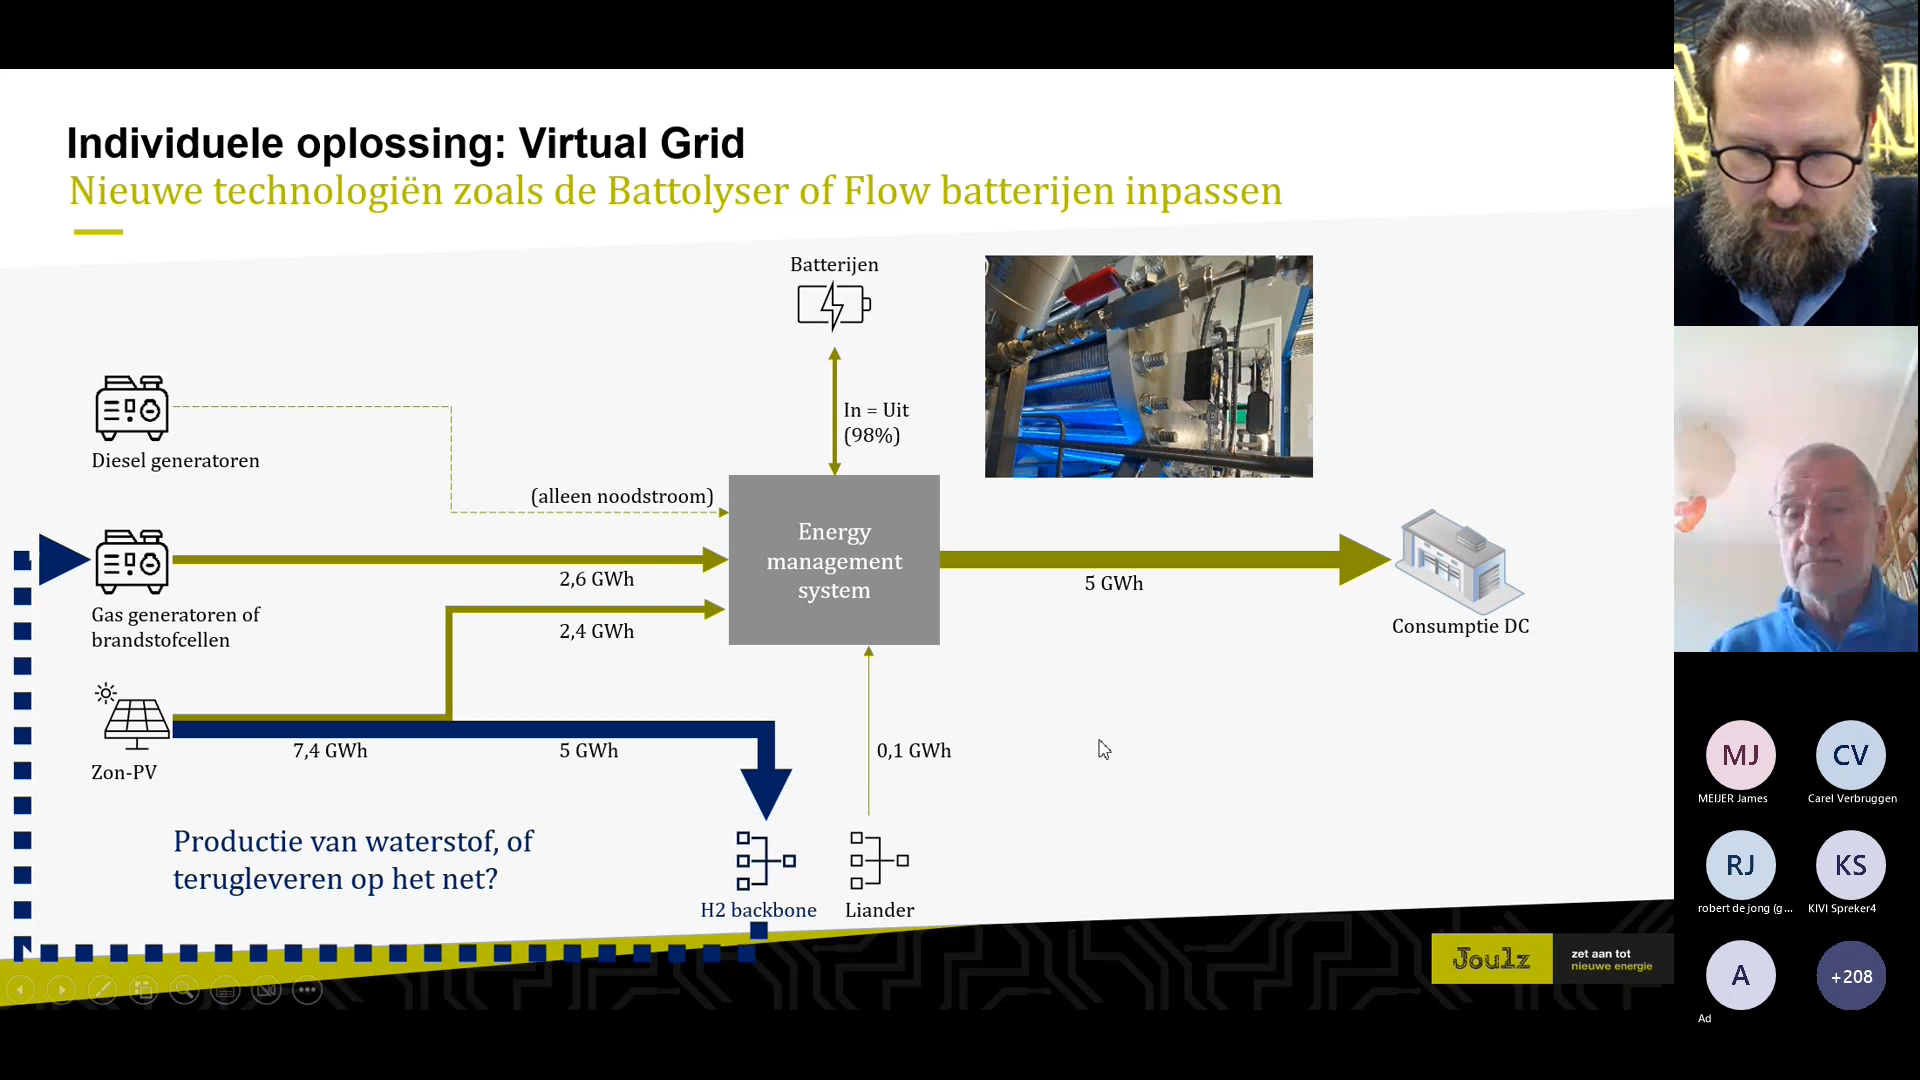 Individuele oplossing: Virtual Grid
Nieuwe technologiën zoals de Battolyser of Flow batterijen inpassen
Batterijen
In = Uit
(98%)
Diesel generatoren
(alleen noodstroom)
Energy
management
system
2,6 GWh
Gas generatoren of
brandstofcellen
2,4 GWh
5 GWh
Consumptie DC
7,4 GWh
5 GWh
0,1 GWh
Zon-PV
Productie van waterstof, of
terugleveren op het net?
H2 backbone
Liander
Joulz
zet aan tot
nieuwe energie
MJ
MEIJER James
CV
Carel Verbruggen
RJ
robert de jong (g...
KS
KIVI Spreker4
A
Ad
+208